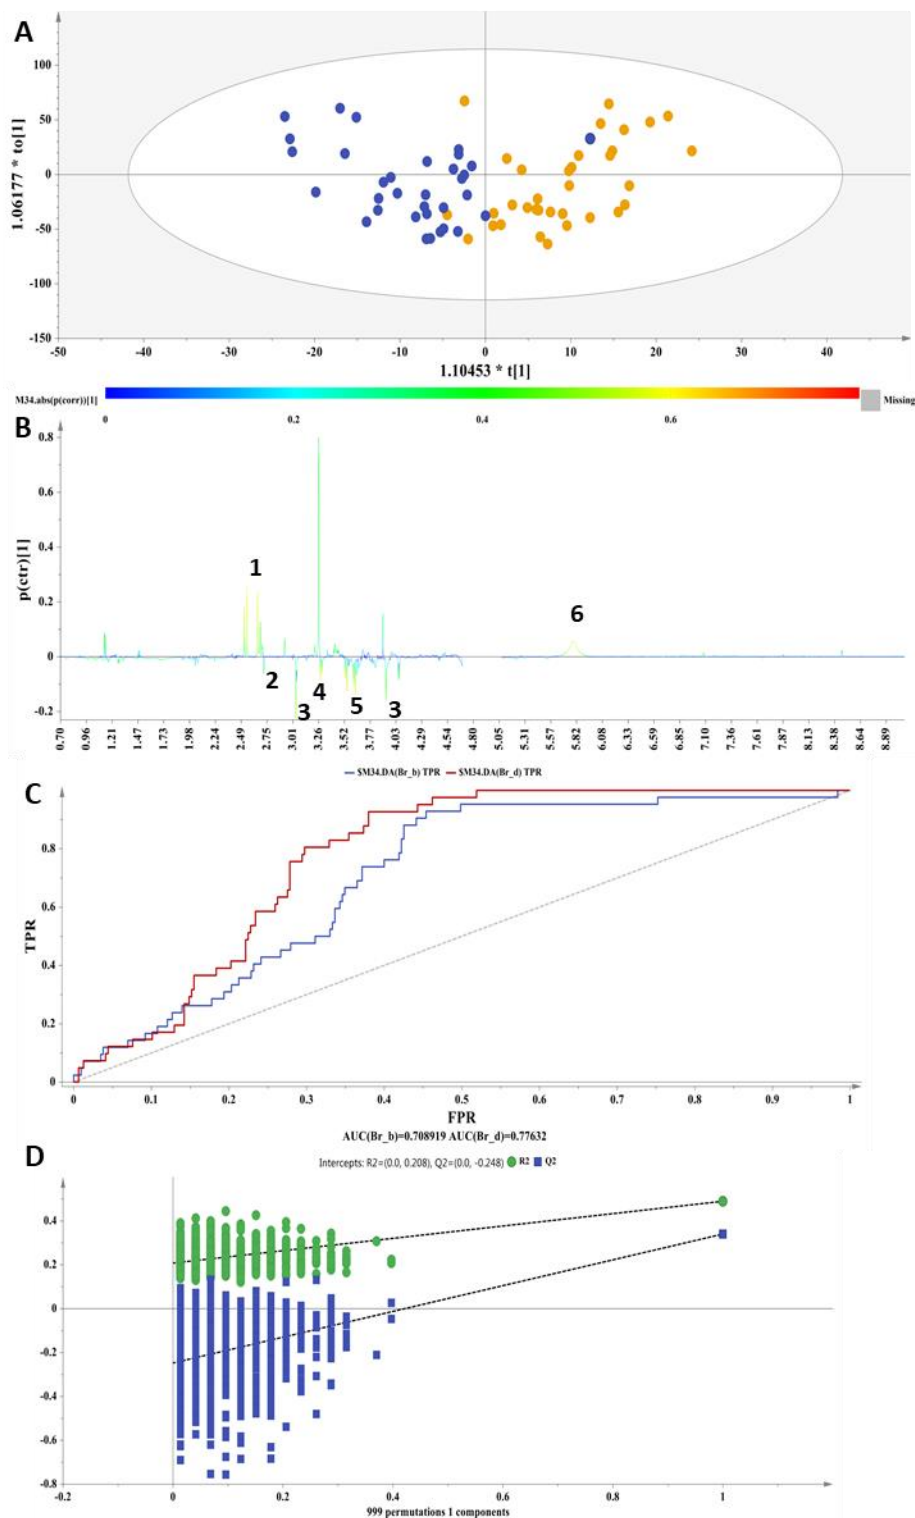 A
1.06177 * to[1]
100
50
0
-50
-100
-150
-50
-40
-30
-20
-10
0
10
20
30
40
1.10453 * t[1]
M34.abs(p(corr))[1]
Missing
0
0.2
0.4
0.6
B
p(ctr)[1]
0.8
0.6
0.4
0.2
0
-0.2
1
2
3
4
5
3
6
0.70 0.96 1.21 1.47 1.73 1.98 2.24 2.49 2.75 3.01 3.26 3.52 3.77 4.03 4.29 4.54 4.80 5.05 5.31 5.57 5.82 6.08 6.33 6.59 6.85 7.10 7.36 7.61 7.87 8.13 8.38 8.64 8.89
C
$M34.DA(Br_b) TPR $M34.DA(Br_d) TPR
TPR
0.8
0.6
0.4
0.2
0
0 0.1 0.2 0.3 0.4 0.5 0.6 0.7 0.8 0.9 1
FPR
AUC(Br_b)=0.708919 AUC(Br_d)=0.77632
D
Intercepts: R2=(0.0, 0.208), Q2=(0.0, -0.248) R2 Q2
0.4
0.2
0
-0.2
-0.4
-0.6
-0.8
-0.2 0 0.2 0.4 0.6 0.8 1
999 permutations 1 components